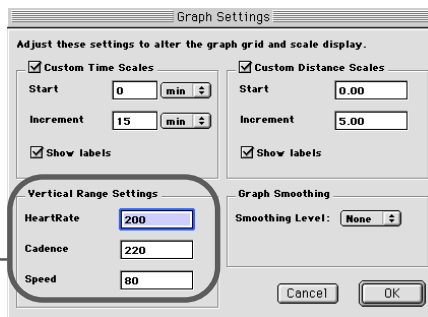 Graph Settings
Adjust these settings to alter the graph grid and scale display.
Custom Time Scales
Start 0 min
Increment 15 min
Show labels
Custom Distance Scales
Start 0.00
Increment 5.00
Show labels
Vertical Range Settings
HeartRate 200
Cadence 220
Speed 80
Graph Smoothing
Smoothing Level: None
Cancel OK